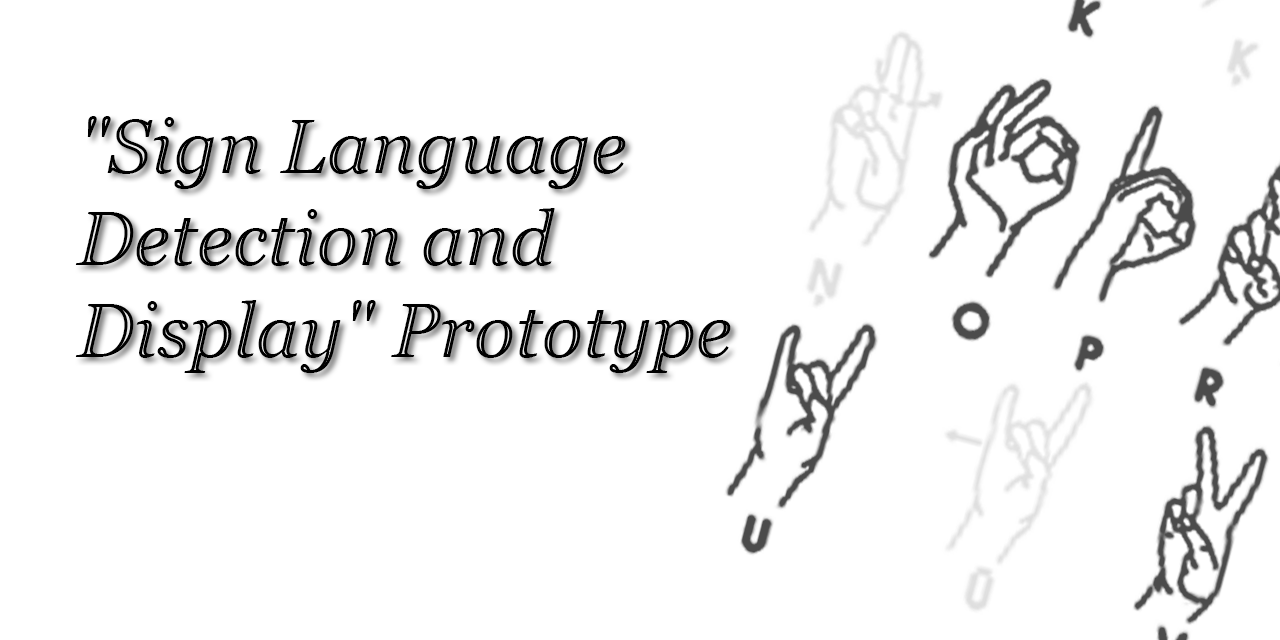 "Sign Language
Detection and
Display" Prototype
K
K
N
O
P
R
U
U